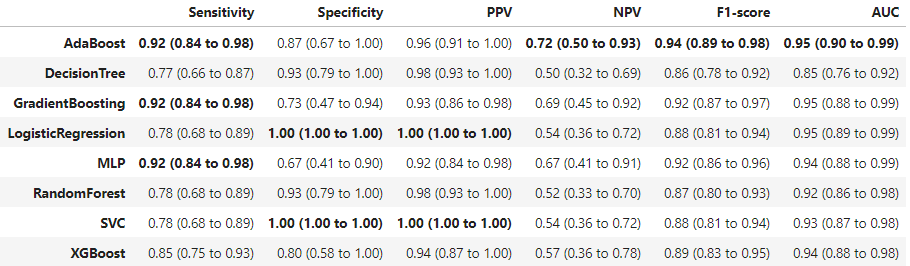 Sensitivity Specificity PPV NPV F1-score AUC
AdaBoost 0.92 (0.84 to 0.98) 0.87 (0.67 to 1.00) 0.96 (0.91 to 1.00) 0.72 (0.50 to 0.93) 0.94 (0.89 to 0.98) 0.95 (0.90 to 0.99)
DecisionTree 0.77 (0.66 to 0.87) 0.93 (0.79 to 1.00) 0.98 (0.93 to 1.00) 0.50 (0.32 to 0.69) 0.86 (0.78 to 0.92) 0.85 (0.76 to 0.92)
GradientBoosting 0.92 (0.84 to 0.98) 0.73 (0.47 to 0.94) 0.93 (0.86 to 0.98) 0.69 (0.45 to 0.92) 0.92 (0.87 to 0.97) 0.95 (0.88 to 0.99)
LogisticRegression 0.78 (0.68 to 0.89) 1.00 (1.00 to 1.00) 1.00 (1.00 to 1.00) 0.54 (0.36 to 0.72) 0.88 (0.81 to 0.94) 0.95 (0.89 to 0.99)
MLP 0.92 (0.84 to 0.98) 0.67 (0.41 to 0.90) 0.92 (0.84 to 0.98) 0.67 (0.41 to 0.91) 0.92 (0.86 to 0.96) 0.94 (0.88 to 0.99)
RandomForest 0.78 (0.68 to 0.89) 0.93 (0.79 to 1.00) 0.98 (0.93 to 1.00) 0.52 (0.33 to 0.70) 0.87 (0.80 to 0.93) 0.92 (0.86 to 0.98)
SVC 0.78 (0.68 to 0.89) 1.00 (1.00 to 1.00) 1.00 (1.00 to 1.00) 0.54 (0.36 to 0.72) 0.88 (0.81 to 0.94) 0.93 (0.87 to 0.98)
XGBoost 0.85 (0.75 to 0.93) 0.80 (0.58 to 1.00) 0.94 (0.87 to 1.00) 0.57 (0.36 to 0.78) 0.89 (0.83 to 0.95) 0.94 (0.88 to 0.98)